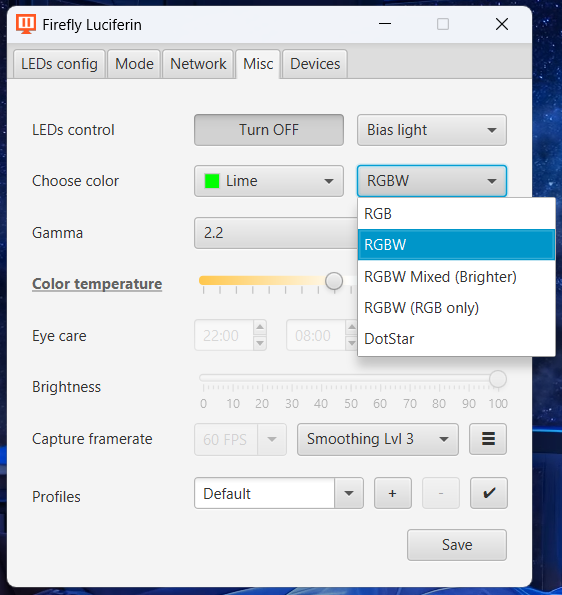 Firefly Luciferin
LEDs config Mode Network Misc Devices
LEDs control Turn OFF Bias light
Choose color Lime RGBW
RGB
Gamma 2.2
RGBW
Color temperature
RGBW Mixed (Brighter)
RGBW (RGB only)
Eye care 22:00 08:00
DotStar
Brightness
0 10 20 30 40 50 60 70 80 90 100
Capture framerate 60 FPS Smoothing Lvl 3
Profiles Default + -
Save